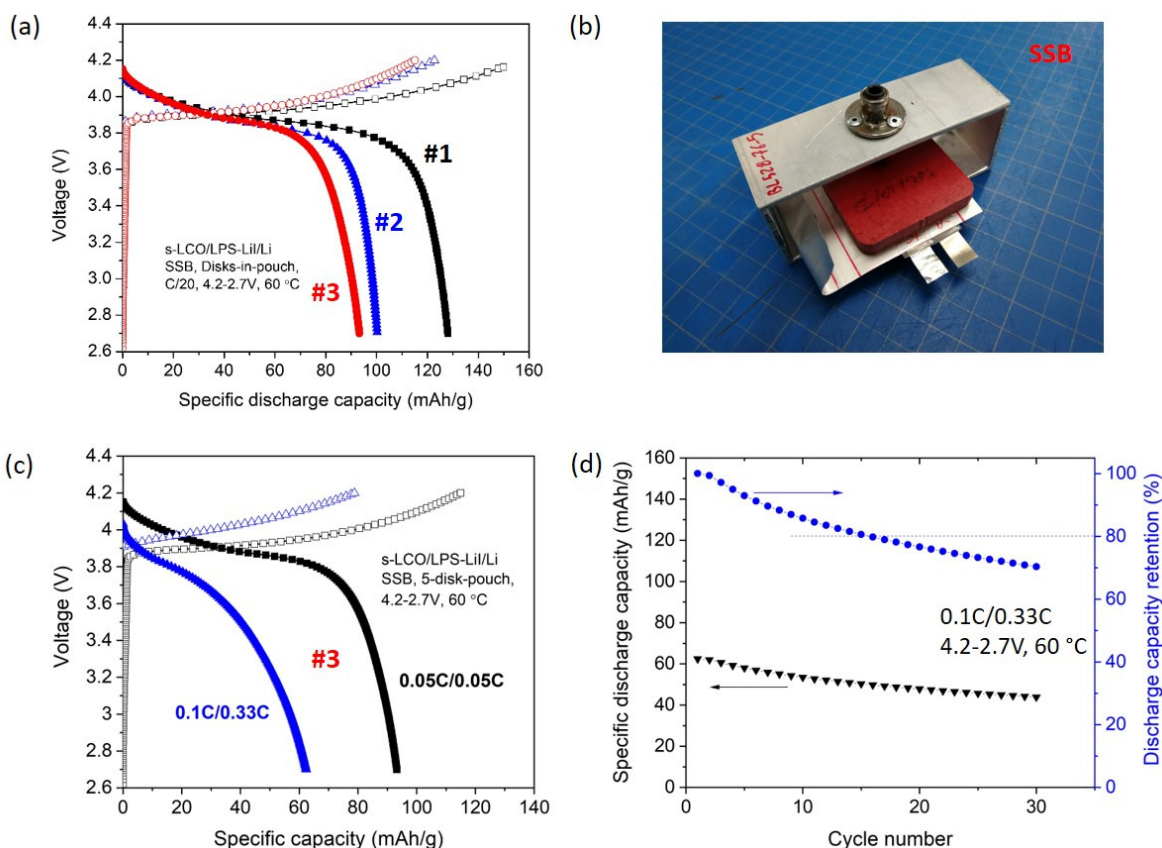 (a)
4.4
4.2
4.0
3.8
3.6
3.4
3.2
3.0
2.8
2.6
Voltage (V)
#1
#2
#3
s-LCO/LPS-LiI/Li
SSB, Disks-in-pouch,
C/20, 4.2-2.7V, 60 °C
0 20 40 60 80 100 120 140 160
Specific discharge capacity (mAh/g)
(b)
SSB
(c)
4.4
4.2
4.0
3.8
3.6
3.4
3.2
3
2.8
2.6
Voltage (V)
s-LCO/LPS-LiI/Li
SSB, 5-disk-pouch,
4.2-2.7V, 60 °C
#3
0.05C/0.05C
0.1C/0.33C
0 20 40 60 80 100 120 140
Specific capacity (mAh/g)
(d)
160
140
120
100
80
60
40
20
0
Specific discharge capacity (mAh/g)
0.1C/0.33C
4.2-2.7V, 60 °C
100
80
60
40
20
0
Discharge capacity retention (%)
0 10 20 30
Cycle number